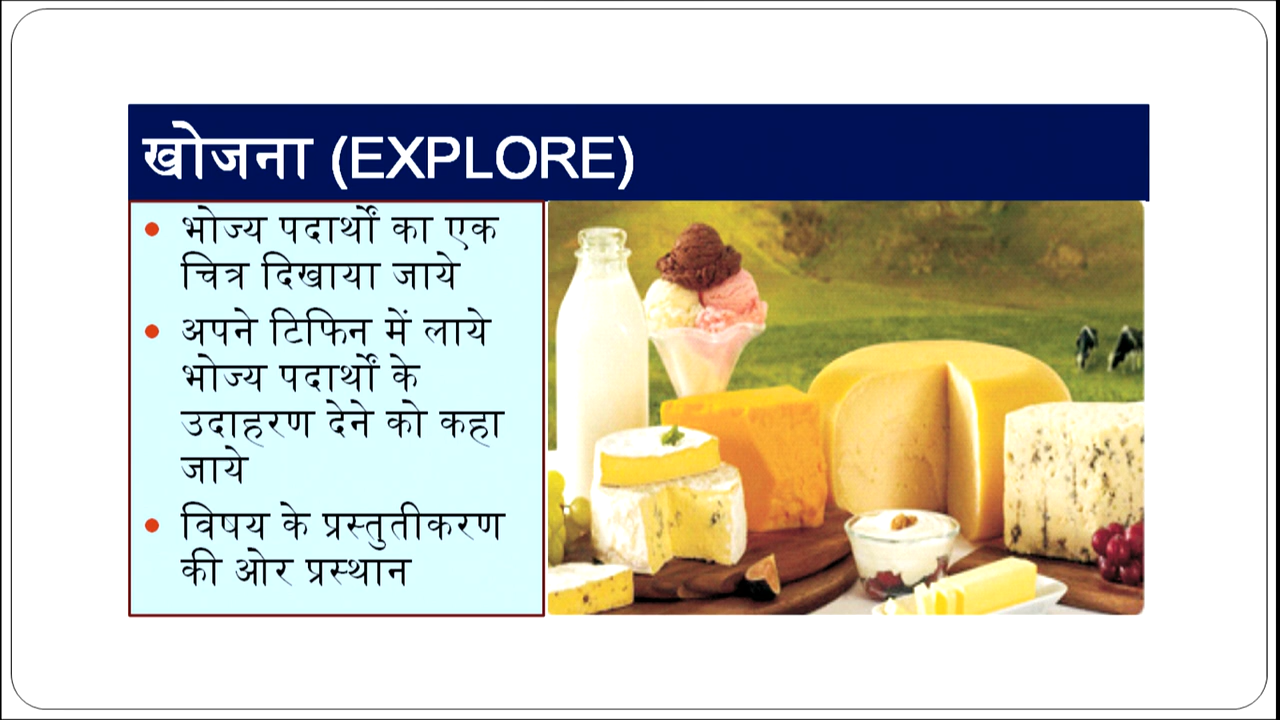 खोजना (EXPLORE)
• भोज्य पदार्थों का एक
चित्र दिखाया जाये
• अपने टिफिन में लाये
भोज्य पदार्थों के
उदाहरण देने को कहा
जाये
• विषय के प्रस्तुतीकरण
की ओर प्रस्थान